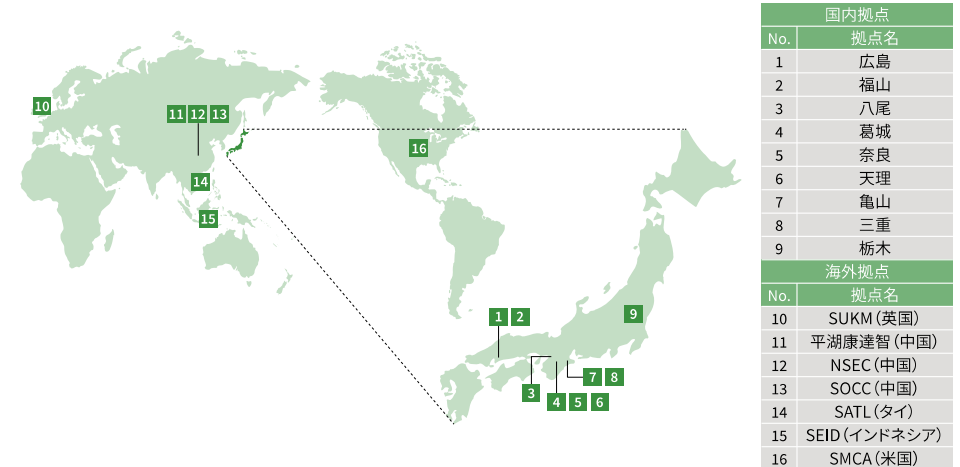 10
11 12 13
14
15
16
1 2
9
3
7 8
4 5 6
国内拠点
No. 拠点名
1 広島
2 福山
3 八尾
4 葛城
5 奈良
6 天理
7 亀山
8 三重
9 栃木
海外拠点
No. 拠点名
10 SUKM(英国)
11 平湖康達智(中国)
12 NSEC(中国)
13 SOCC(中国)
14 SATL(タイ)
15 SEID(インドネシア)
16 SMCA(米国)